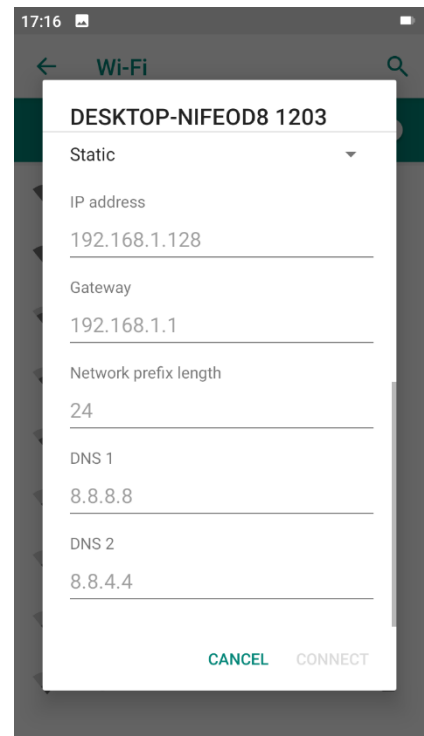 17:16
Wi-Fi
DESKTOP-NIFEOD8 1203
Static
IP address
192.168.1.128
Gateway
192.168.1.1
Network prefix length
24
DNS 1
8.8.8.8
DNS 2
8.8.4.4
CANCEL CONNECT